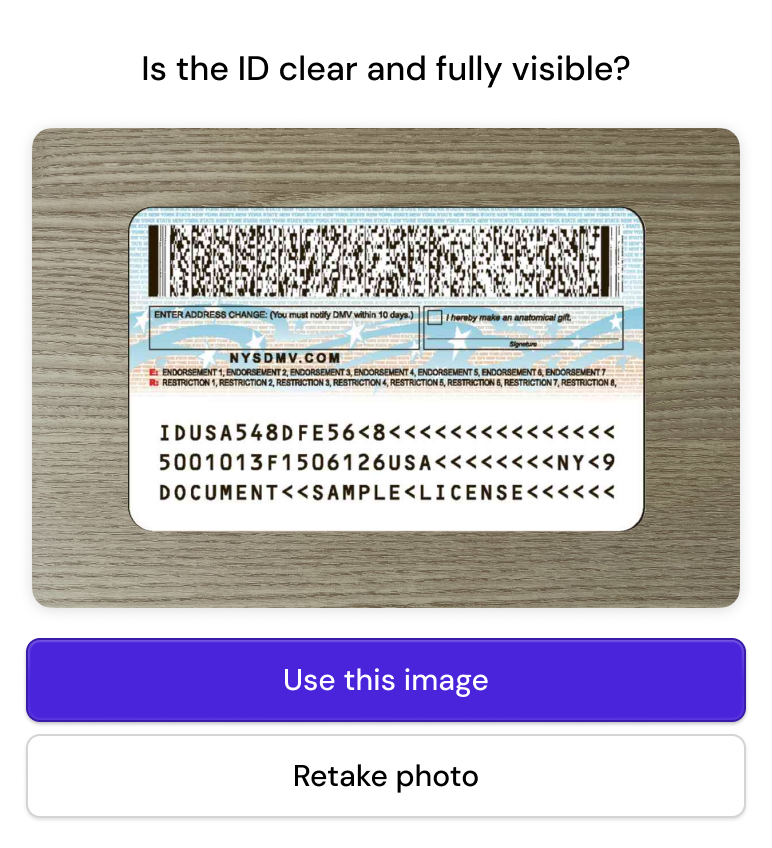 Is the ID clear and fully visible?
ENTER ADDRESS CHANGE: (You must notify DMV within 10 days.)
I hereby make an anatomical gift.
Signature
NYSDMV.COM
E: ENDORSEMENT 1, ENDORSEMENT 2, ENDORSEMENT 3, ENDORSEMENT 4, ENDORSEMENT 5, ENDORSEMENT 6, ENDORSEMENT 7
R: RESTRICTION 1, RESTRICTION 2, RESTRICTION 3, RESTRICTION 4, RESTRICTION 5, RESTRICTION 6, RESTRICTION 7, RESTRICTION 8,
IDUSA548DFE56<8<<<<<<<<<<<<<<<
5001013F1506126USA<<<<<<<<NY<9
DOCUMENT<<SAMPLE<LICENSE<<<<<<
Use this image
Retake photo